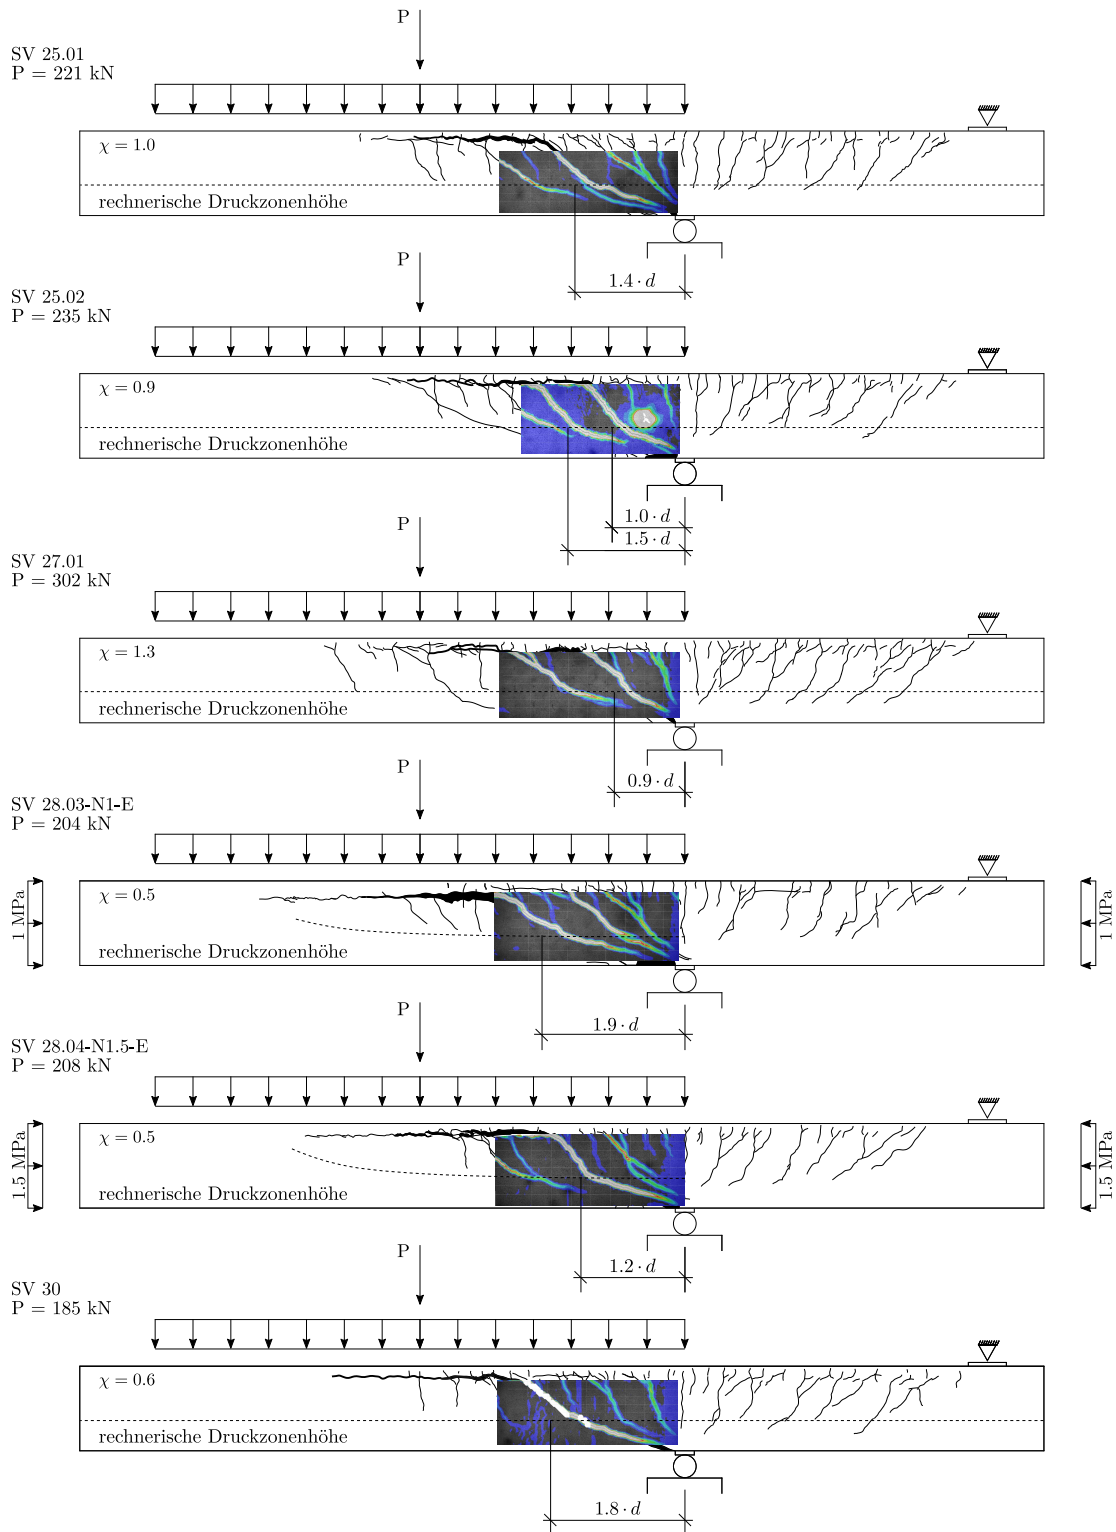 P
SV 25.01
P = 221 kN
χ = 1.0
rechnerische Druckzonenhöhe
1.4 · d
P
SV 25.02
P = 235 kN
χ = 0.9
rechnerische Druckzonenhöhe
1.0 · d
1.5 · d
P
SV 27.01
P = 302 kN
χ = 1.3
rechnerische Druckzonenhöhe
0.9 · d
P
SV 28.03-N1-E
P = 204 kN
χ = 0.5
1 MPa
1 MPa
rechnerische Druckzonenhöhe
1.9 · d
P
SV 28.04-N1.5-E
P = 208 kN
χ = 0.5
1.5 MPa
1.5 MPa
rechnerische Druckzonenhöhe
1.2 · d
P
SV 30
P = 185 kN
χ = 0.6
rechnerische Druckzonenhöhe
1.8 · d